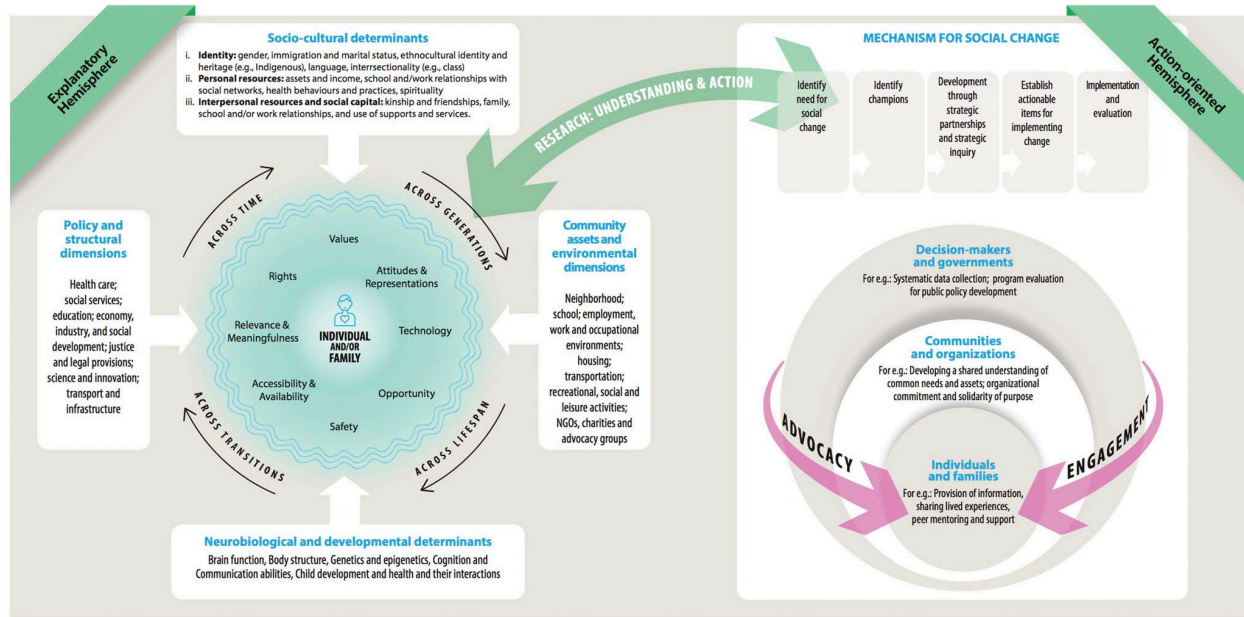 Explanatory
Hemisphere
Socio-cultural determinants
i. Identity: gender, immigration and marital status, ethnocultural identity and
heritage (e.g., Indigenous), language, interrsectionality (e.g., class)
ii. Personal resources: assets and income, school and/work relationships with
social networks, health behaviours and practices, spirituality
iii. Interpersonal resources and social capital: kinship and friendships, family,
school and/or work relationships, and use of supports and services.
ACROSS TIME
ACROSS GENERATIONS
ACROSS LIFESPAN
ACROSS TRANSITIONS
Policy and
structural
dimensions
Health care;
social services;
education; economy,
industry, and social
development; justice
and legal provisions;
science and innovation;
transport and
infrastructure
Values
Rights
Attitudes &
Representations
Relevance &
Meaningfulness
INDIVIDUAL
AND/OR
FAMILY
Technology
Accessibility &
Availability
Opportunity
Safety
Community
assets and
environmental
dimensions
Neighborhood;
school; employment,
work and occupational
environments;
housing;
transportation;
recreational, social and
leisure activities;
NGOs, charities and
advocacy groups
Neurobiological and developmental determinants
Brain function, Body structure, Genetics and epigenetics, Cognition and
Communication abilities, Child development and health and their interactions
RESEARCH: UNDERSTANDING & ACTION
Action-oriented
Hemisphere
MECHANISM FOR SOCIAL CHANGE
Identify
need for
social
change
Identify
champions
Development
through
strategic
partnerships
and strategic
inquiry
Establish
actionable
items for
implementing
change
Implementation
and
evaluation
Decision-makers
and governments
For e.g.: Systematic data collection; program evaluation
for public policy development
Communities
and organizations
For e.g.: Developing a shared understanding of
common needs and assets; organizational
commitment and solidarity of purpose
ADVOCACY
ENGAGEMENT
Individuals
and families
For e.g.: Provision of information,
sharing lived experiences,
peer mentoring and support